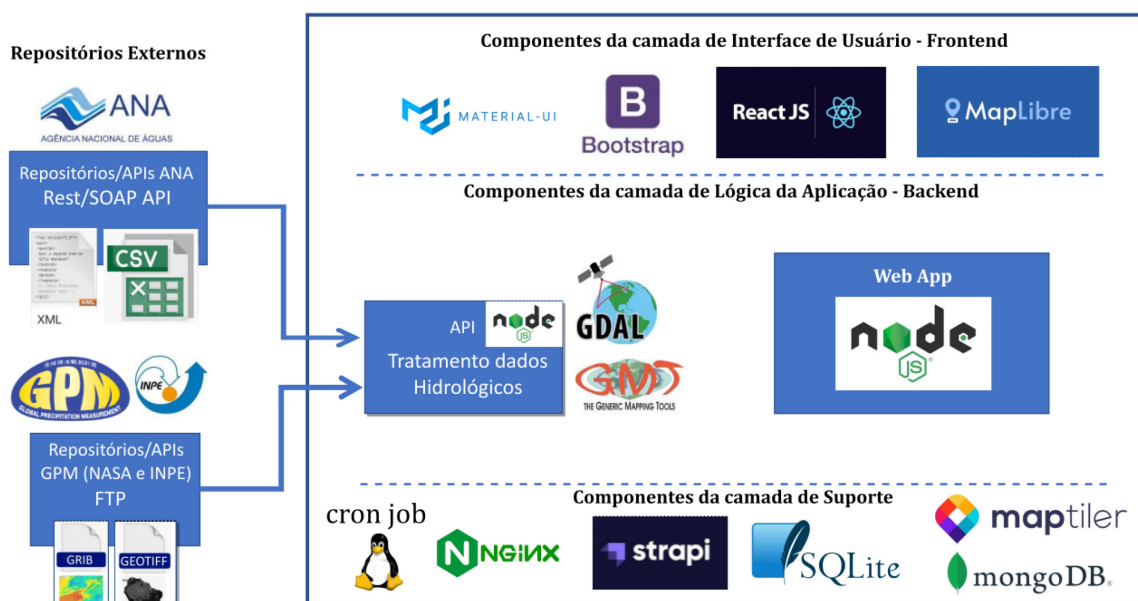 Repositórios Externos
ANA
AGÊNCIA NACIONAL DE ÁGUAS
Repositórios/APIs ANA
Rest/SOAP API
XML
XML
CSV
X
GPM
GLOBAL PRECIPITATION MEASUREMENT
INPE
Repositórios/APIs
GPM (NASA e INPE)
FTP
GRIB
GEOTIFF
Componentes da camada de Interface de Usuário - Frontend
MATERIAL-UI
B
Bootstrap
React JS
MapLibre
Componentes da camada de Lógica da Aplicação - Backend
API
node
JS
Tratamento dados
Hidrológicos
GDAL
GMT
THE GENERIC MAPPING TOOLS
Web App
node
JS
Componentes da camada de Suporte
cron job
N
NGiNX
strapi
SQLite
maptiler
mongoDB®